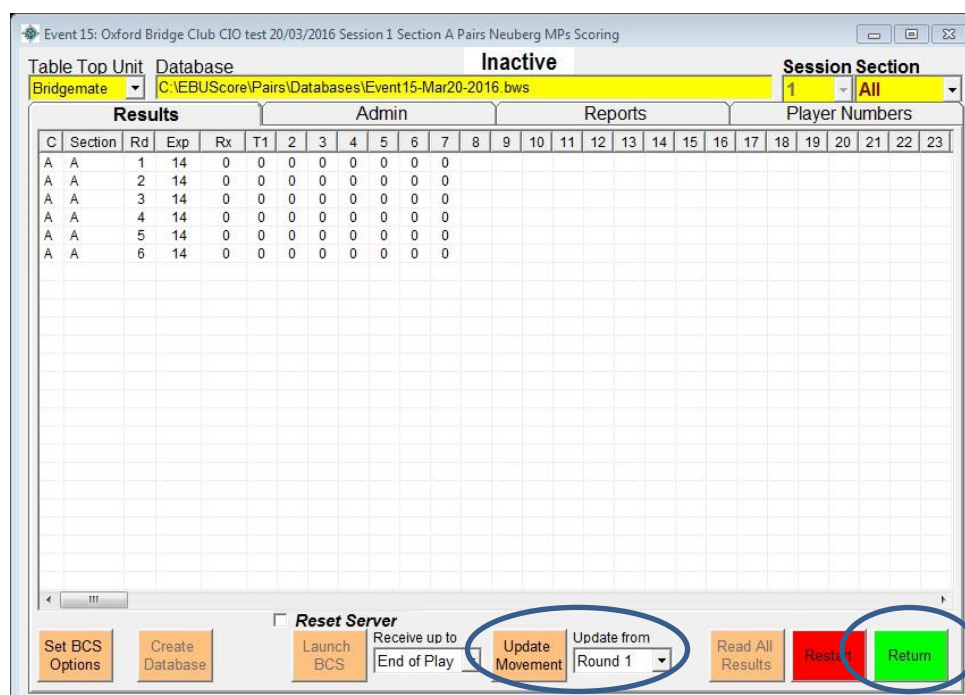 Event 15: Oxford Bridge Club CIO test 20/03/2016 Session 1 Section A Pairs Neuberg MPs Scoring
Table Top Unit Database Inactive Session Section
Bridgemate C:\EBUScore\Pairs\Databases\Event15-Mar20-2016.bws 1 All
Results Admin Reports Player Numbers
C Section Rd Exp Rx T1 2 3 4 5 6 7 8 9 10 11 12 13 14 15 16 17 18 19 20 21 22 23
A A 1 14 0 0 0 0 0 0 0 0
A A 2 14 0 0 0 0 0 0 0 0
A A 3 14 0 0 0 0 0 0 0 0
A A 4 14 0 0 0 0 0 0 0 0
A A 5 14 0 0 0 0 0 0 0 0
A A 6 14 0 0 0 0 0 0 0 0
Reset Server
Set BCS Options
Create Database
Launch BCS
Receive up to
End of Play
Update Movement
Update from
Round 1
Read All Results
Restart
Return